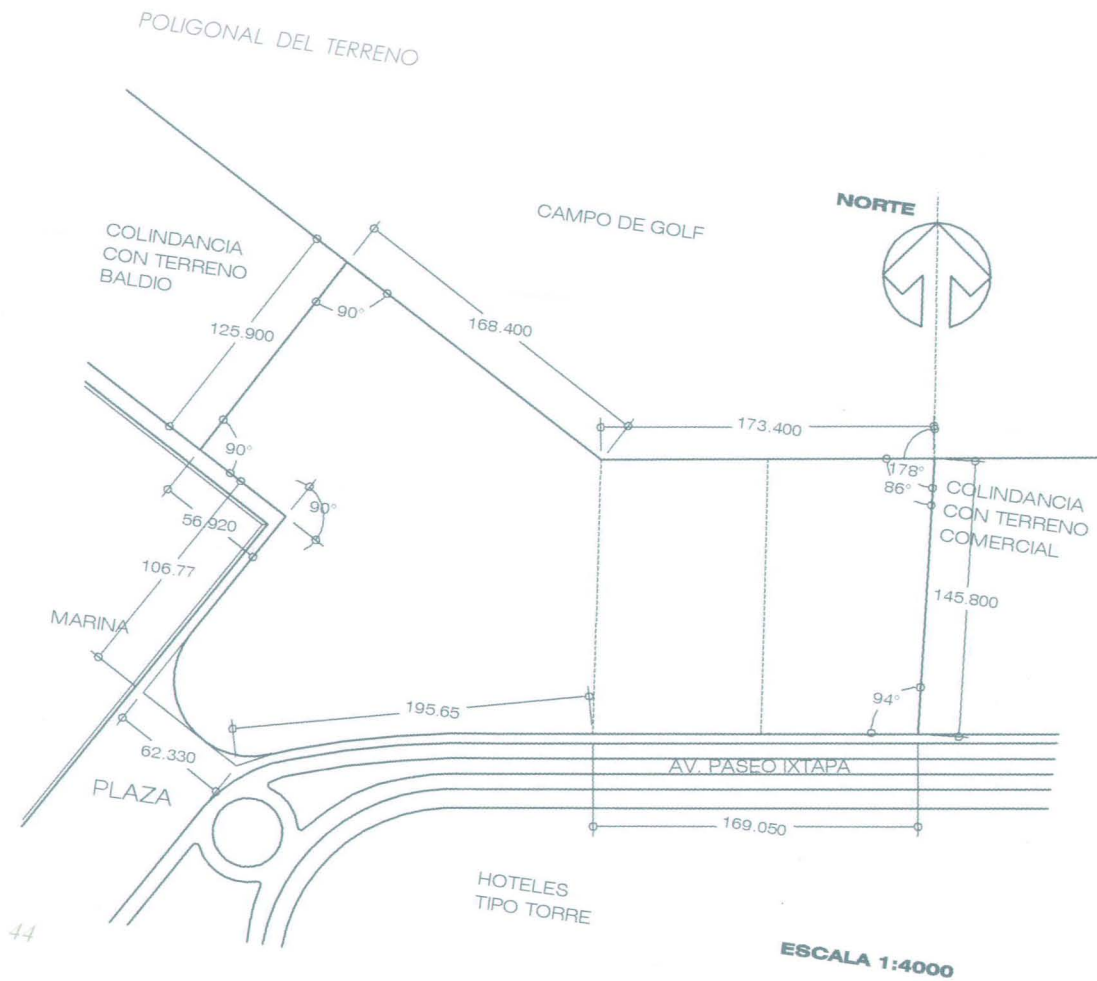 POLIGONAL DEL TERRENO
COLINDANCIA
CON TERRENO
BALDIO
CAMPO DE GOLF
NORTE
125.900
90°
168.400
173.400
90°
178°
86°
COLINDANCIA
CON TERRENO
COMERCIAL
90°
56.920
106.77
145.800
MARINA
94°
195.65
62.330
PLAZA
AV. PASEO IXTAPA
169.050
HOTELES
TIPO TORRE
44
ESCALA 1:4000